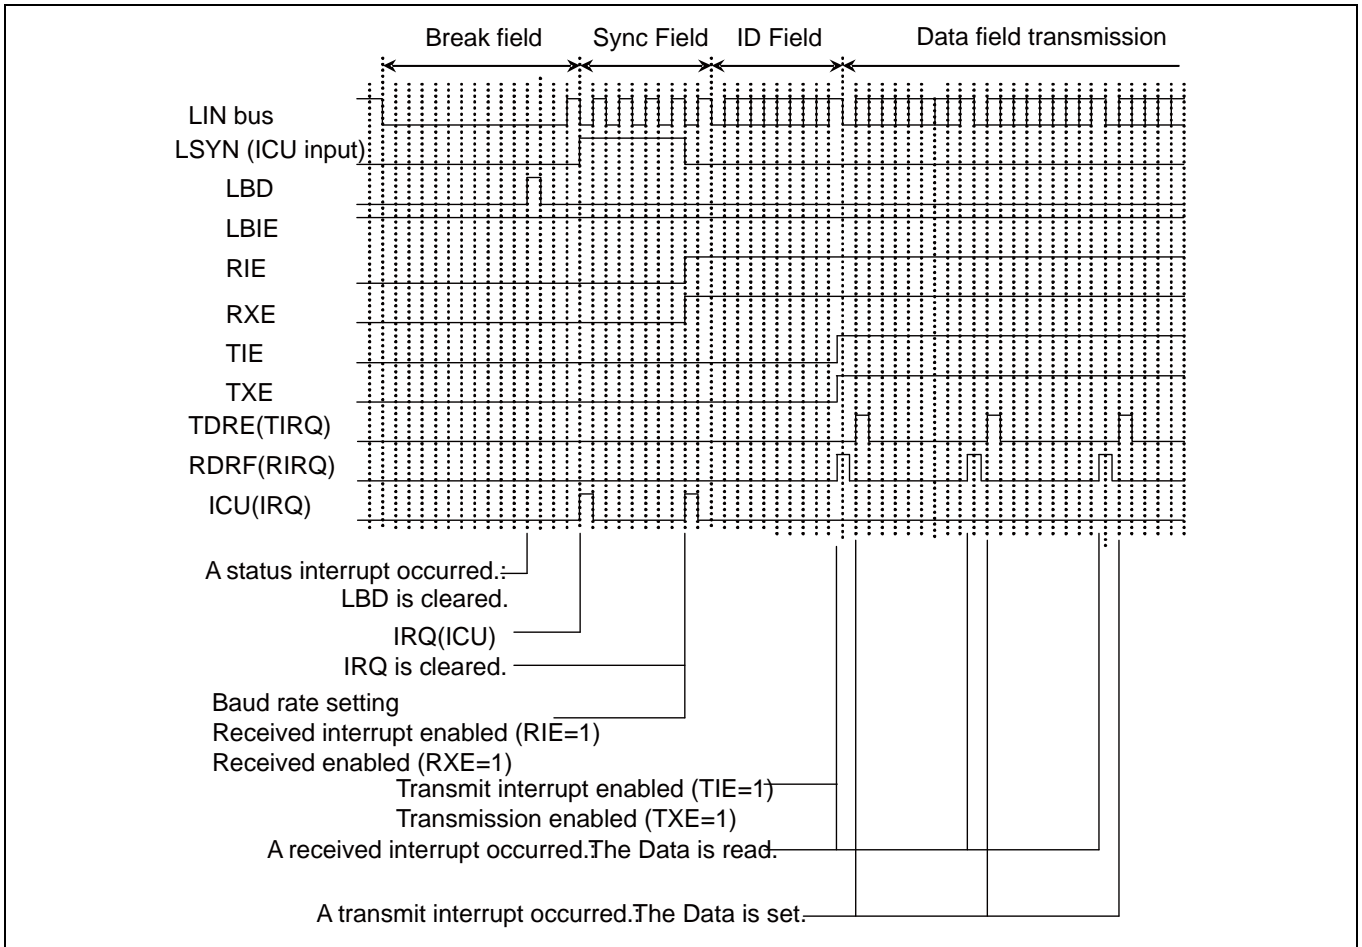 Break field Sync Field ID Field Data field transmission
LIN bus
LSYN (ICU input)
LBD
LBIE
RIE
RXE
TIE
TXE
TDRE(TIRQ)
RDRF(RIRQ)
ICU(IRQ)
A status interrupt occurred.:
LBD is cleared.
IRQ(ICU)
IRQ is cleared.
Baud rate setting
Received interrupt enabled (RIE=1)
Received enabled (RXE=1)
Transmit interrupt enabled (TIE=1)
Transmission enabled (TXE=1)
A received interrupt occurred.:The Data is read.
A transmit interrupt occurred.:The Data is set.